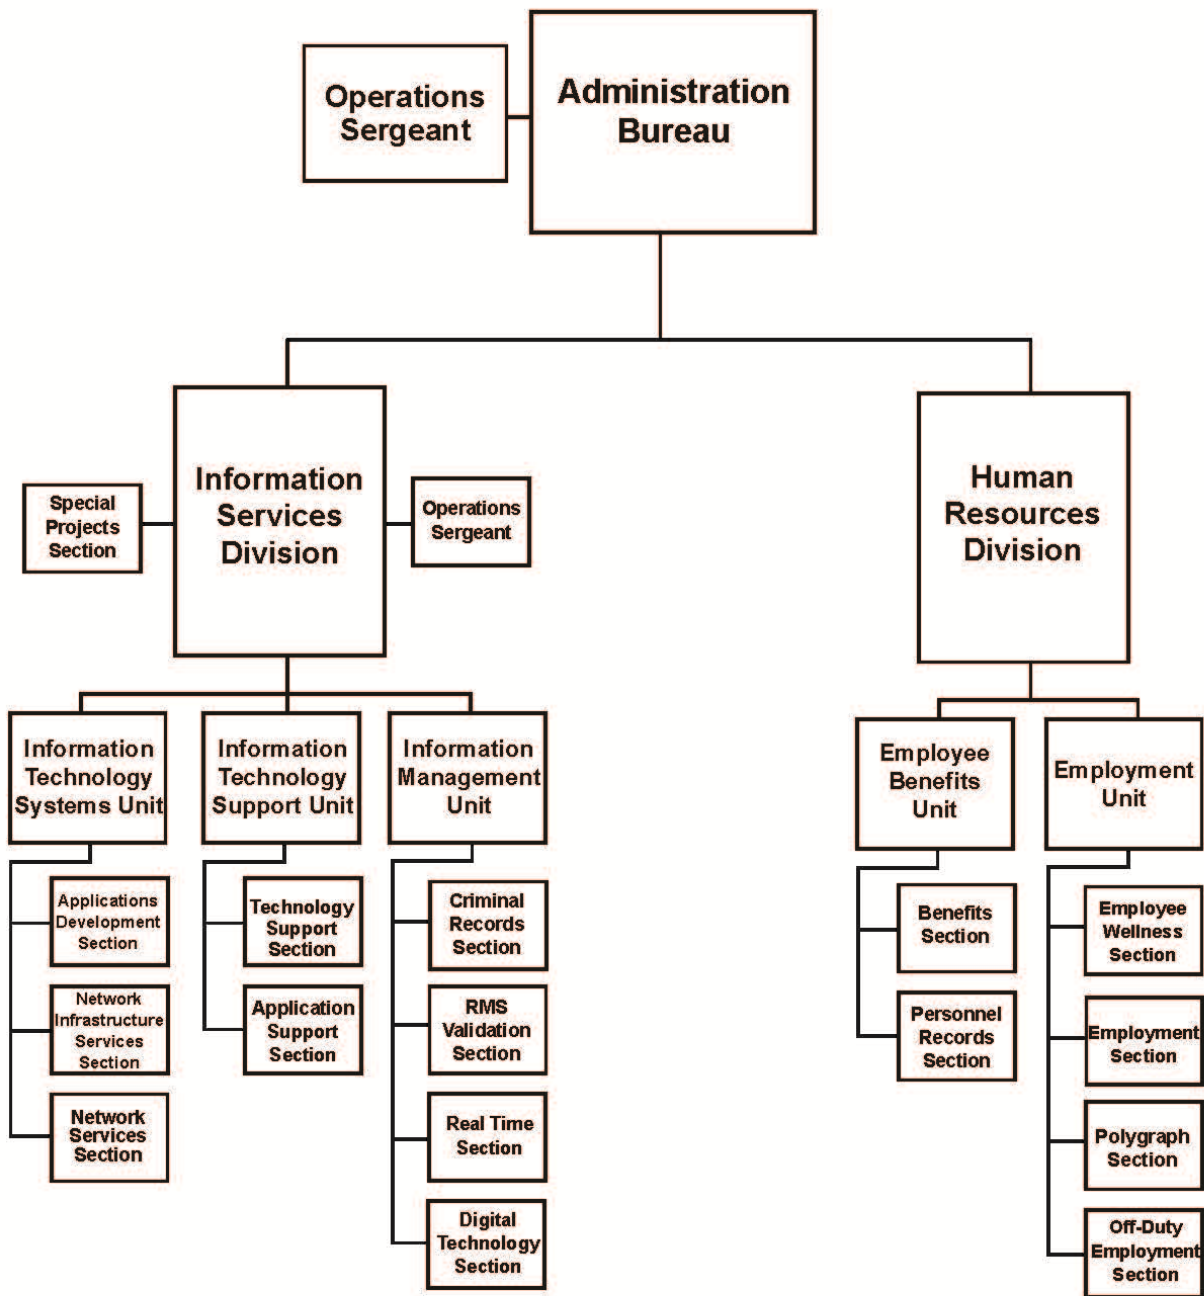 Operations
Sergeant
Administration
Bureau
Special
Projects
Section
Information
Services
Division
Operations
Sergeant
Human
Resources
Division
Information
Technology
Systems Unit
Information
Technology
Support Unit
Information
Management
Unit
Employee
Benefits
Unit
Employment
Unit
Applications
Development
Section
Network
Infrastructure
Services
Section
Network
Services
Section
Technology
Support
Section
Application
Support
Section
Criminal
Records
Section
RMS
Validation
Section
Real Time
Section
Digital
Technology
Section
Benefits
Section
Personnel
Records
Section
Employee
Wellness
Section
Employment
Section
Polygraph
Section
Off-Duty
Employment
Section